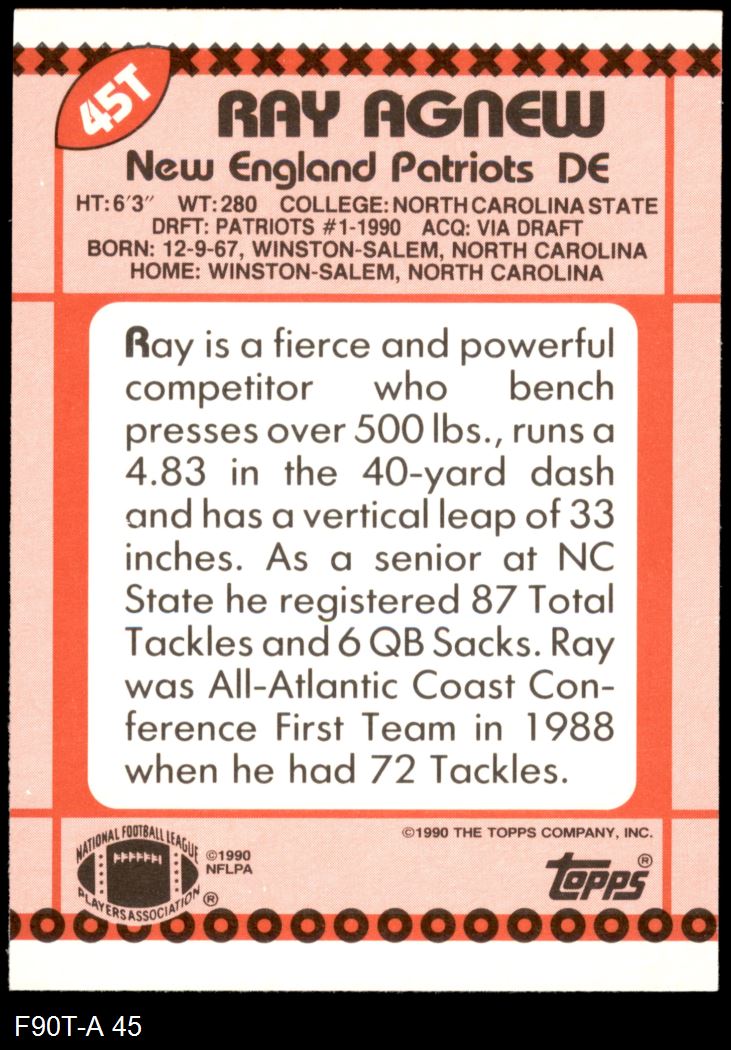 45T
RAY AGNEW
New England Patriots DE
HT:6'3" WT:280 COLLEGE:NORTH CAROLINA STATE
DRFT: PATRIOTS #1-1990 ACQ: VIA DRAFT
BORN: 12-9-67, WINSTON-SALEM, NORTH CAROLINA
HOME: WINSTON-SALEM, NORTH CAROLINA
Ray is a fierce and powerful
competitor who bench
presses over 500 lbs., runs a
4.83 in the 40-yard dash
and has a vertical leap of 33
inches. As a senior at NC
State he registered 87 Total
Tackles and 6 QB Sacks. Ray
was All-Atlantic Coast Con-
ference First Team in 1988
when he had 72 Tackles.
©1990 THE TOPPS COMPANY, INC.
NATIONAL FOOTBALL LEAGUE
PLAYERS ASSOCIATION ®
©1990
NFLPA
topps®
F90T-A 45